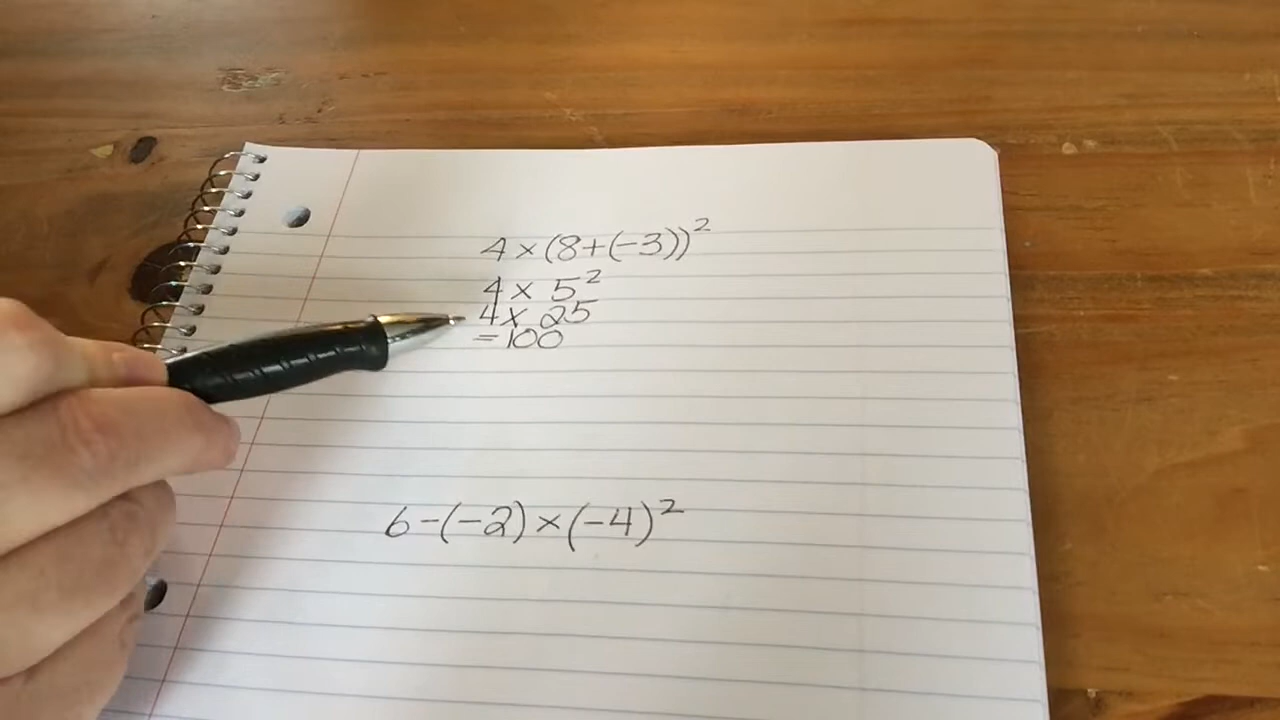 4×(8+(-3))²
4 × 5²
4 × 25
= 100
6-(-2)×(-4)²